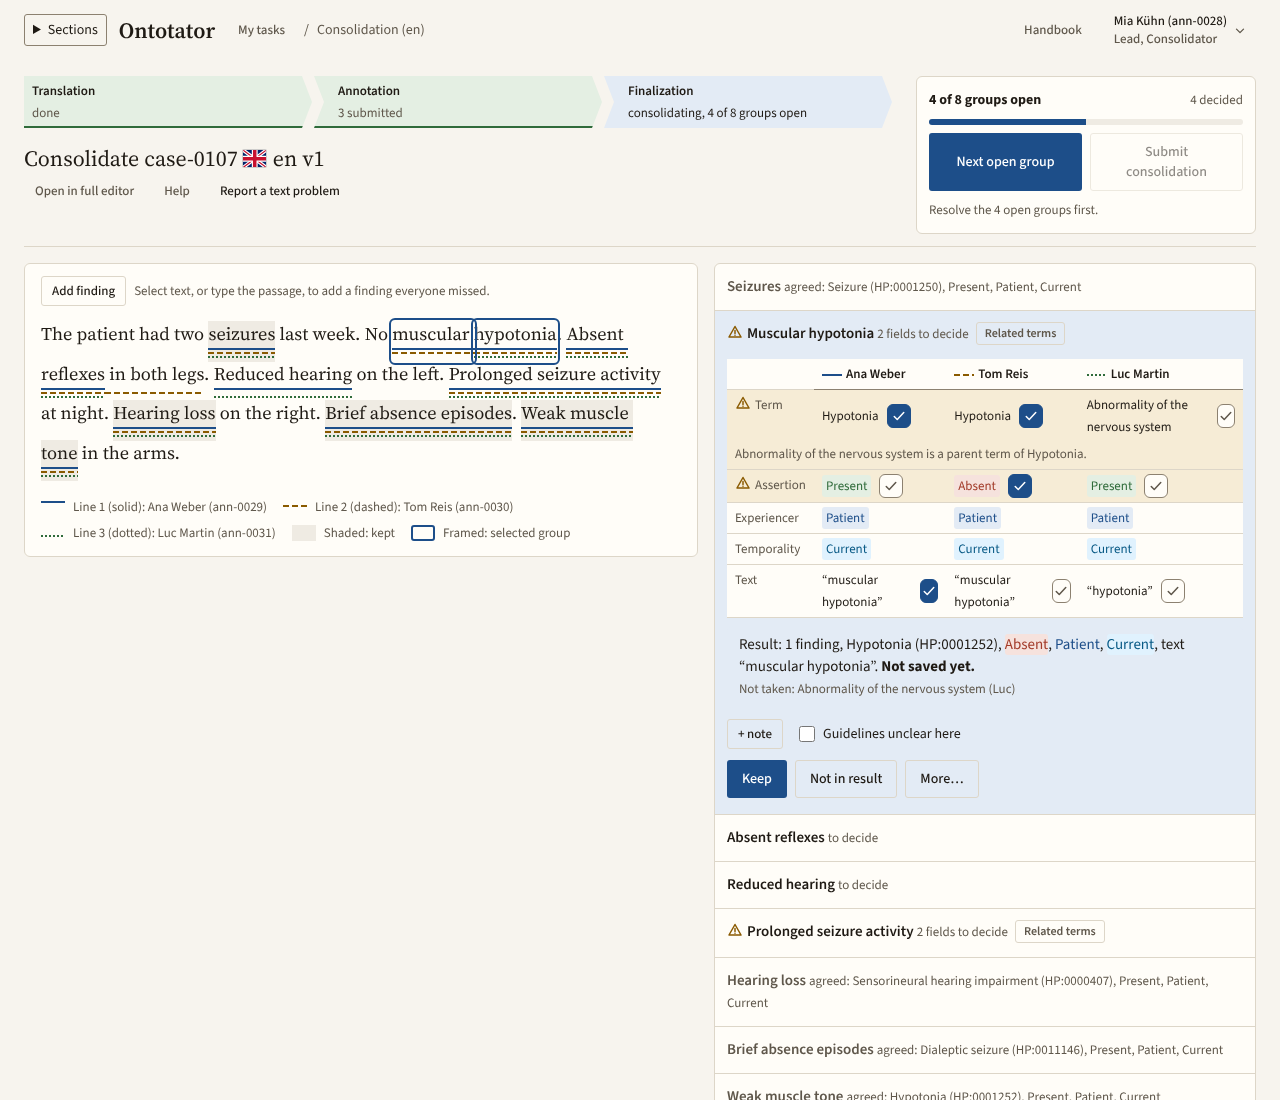 ▶ Sections
Ontotator
My tasks
/ Consolidation (en)
Handbook
Mia Kühn (ann-0028)
Lead, Consolidator
Translation
done
Annotation
3 submitted
Finalization
consolidating, 4 of 8 groups open
4 of 8 groups open
4 decided
Next open group
Submit
consolidation
Resolve the 4 open groups first.
Consolidate case-0107 🇬🇧 en v1
Open in full editor
Help
Report a text problem
Add finding
Select text, or type the passage, to add a finding everyone missed.
The patient had two seizures last week. No muscular hypotonia. Absent
reflexes in both legs. Reduced hearing on the left. Prolonged seizure activity
at night. Hearing loss on the right. Brief absence episodes. Weak muscle
tone in the arms.
Line 1 (solid): Ana Weber (ann-0029)
Line 2 (dashed): Tom Reis (ann-0030)
Line 3 (dotted): Luc Martin (ann-0031)
Shaded: kept
Framed: selected group
Seizures agreed: Seizure (HP:0001250), Present, Patient, Current
Muscular hypotonia 2 fields to decide
Related terms
Ana Weber
Tom Reis
Luc Martin
Term
Hypotonia
Hypotonia
Abnormality of the
nervous system
Abnormality of the nervous system is a parent term of Hypotonia.
Assertion
Present
Absent
Present
Experiencer
Patient
Patient
Patient
Temporality
Current
Current
Current
Text
“muscular
hypotonia”
“muscular
hypotonia”
“hypotonia”
Result: 1 finding, Hypotonia (HP:0001252), Absent, Patient, Current, text
“muscular hypotonia”. Not saved yet.
Not taken: Abnormality of the nervous system (Luc)
+ note
Guidelines unclear here
Keep
Not in result
More…
Absent reflexes to decide
Reduced hearing to decide
Prolonged seizure activity 2 fields to decide
Related terms
Hearing loss agreed: Sensorineural hearing impairment (HP:0000407), Present, Patient,
Current
Brief absence episodes agreed: Dialeptic seizure (HP:0011146), Present, Patient, Current
Weak muscle tone agreed: Hypotonia (HP:0001252), Present, Patient, Current